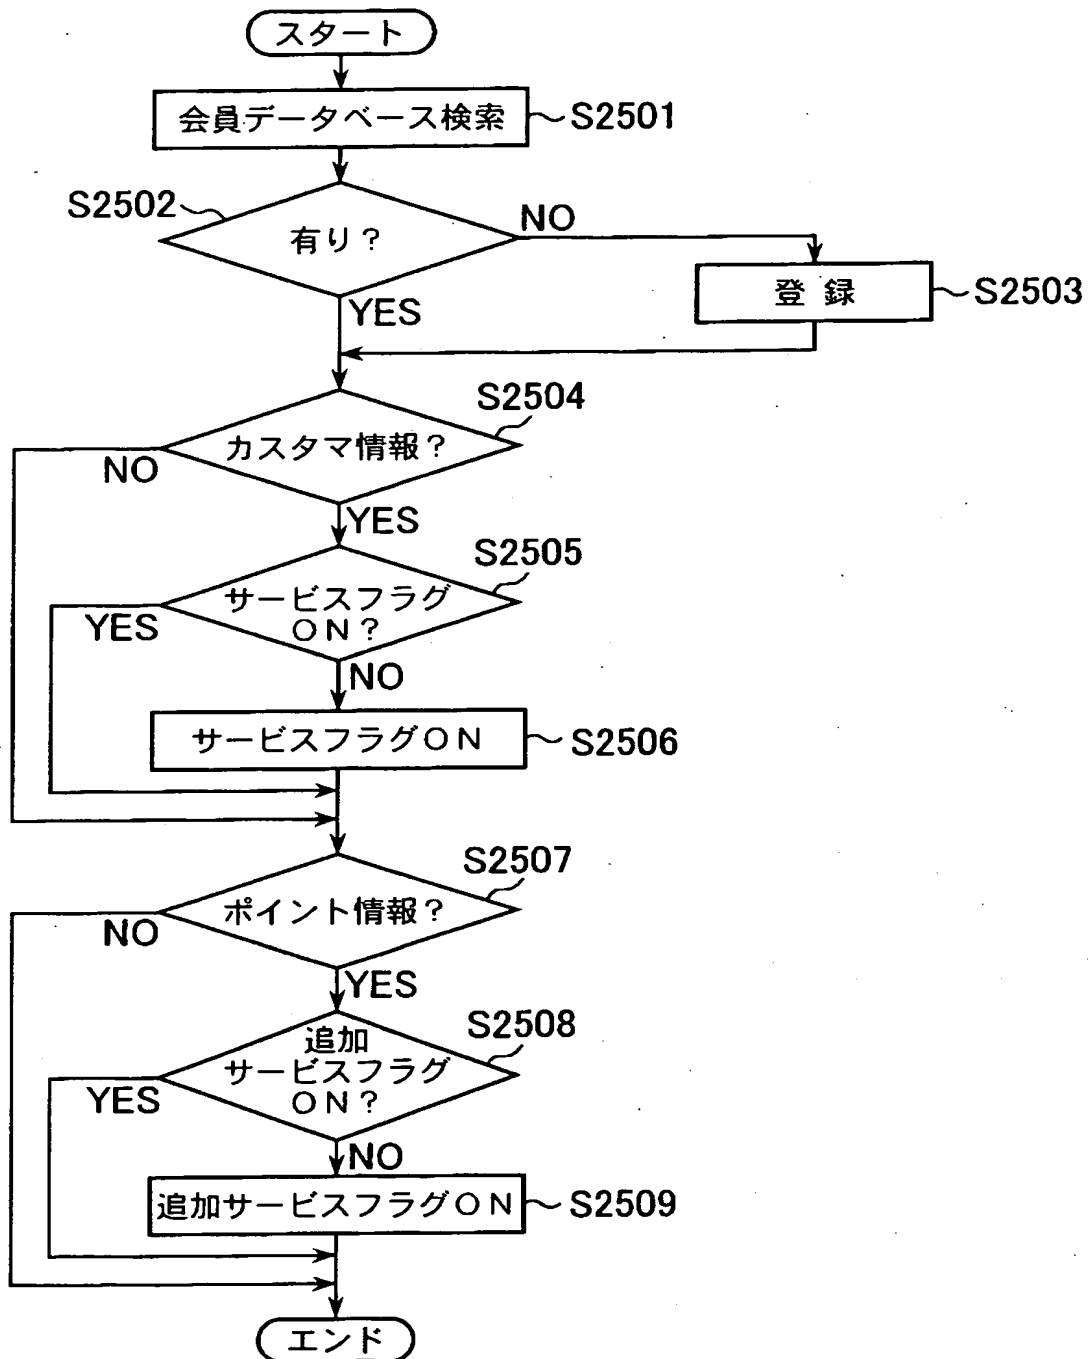 スタート
会員データベース検索
S2501
S2502
有り？
NO
YES
登 録
S2503
S2504
カスタマ情報？
NO
YES
S2505
サービスフラグ
ＯＮ？
YES
NO
サービスフラグＯＮ
S2506
S2507
ポイント情報？
NO
YES
S2508
追加
サービスフラグ
ＯＮ？
YES
NO
追加サービスフラグＯＮ
S2509
エンド